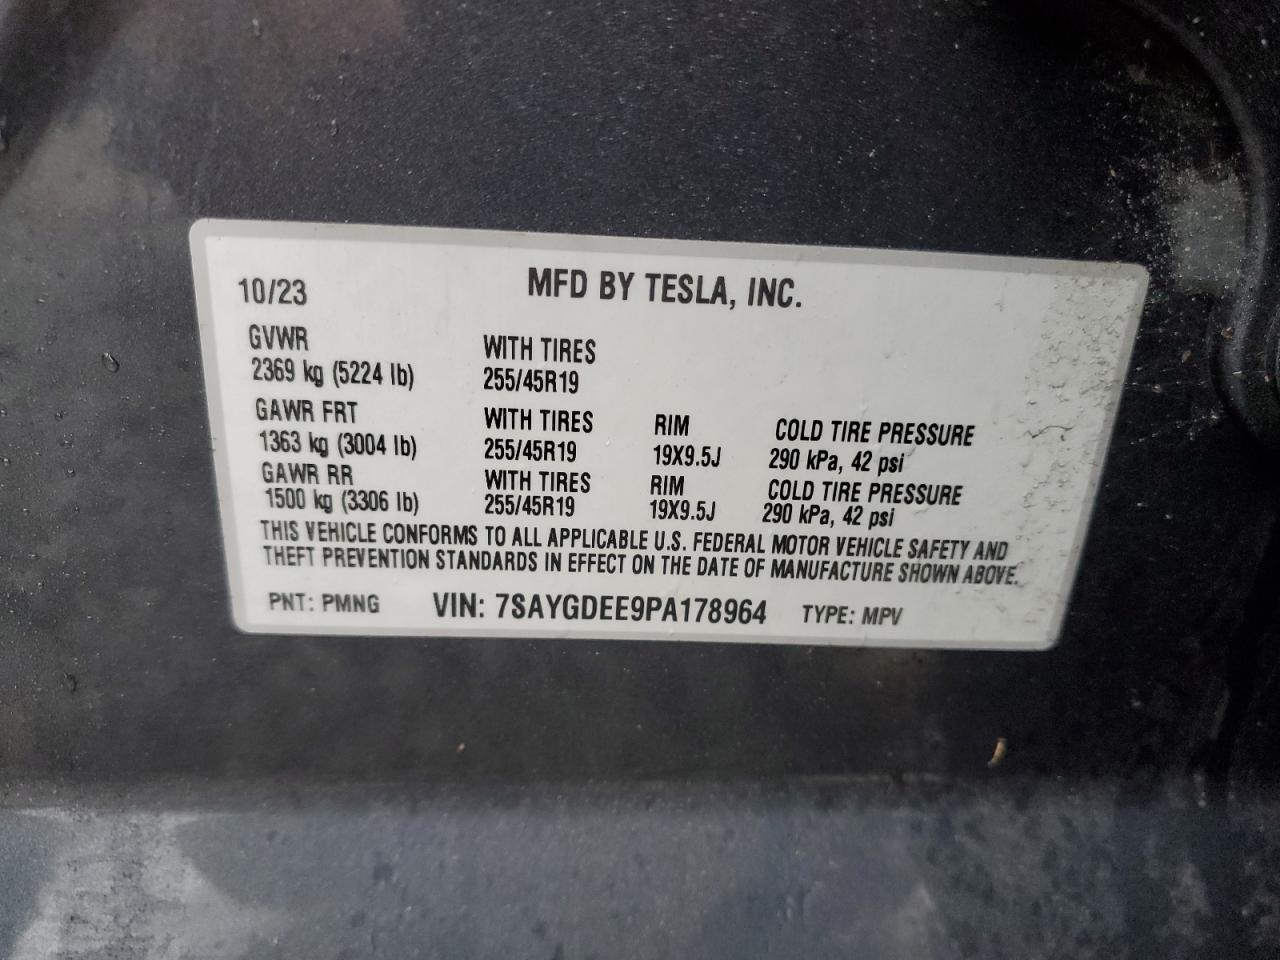 10/23 MFD BY TESLA, INC.
GVWR WITH TIRES
2369 kg (5224 lb) 255/45R19
GAWR FRT WITH TIRES RIM COLD TIRE PRESSURE
1363 kg (3004 lb) 255/45R19 19X9.5J 290 kPa, 42 psi
GAWR RR WITH TIRES RIM COLD TIRE PRESSURE
1500 kg (3306 lb) 255/45R19 19X9.5J 290 kPa, 42 psi
THIS VEHICLE CONFORMS TO ALL APPLICABLE U.S. FEDERAL MOTOR VEHICLE SAFETY AND
THEFT PREVENTION STANDARDS IN EFFECT ON THE DATE OF MANUFACTURE SHOWN ABOVE.
PNT: PMNG VIN: 7SAYGDEE9PA178964 TYPE: MPV